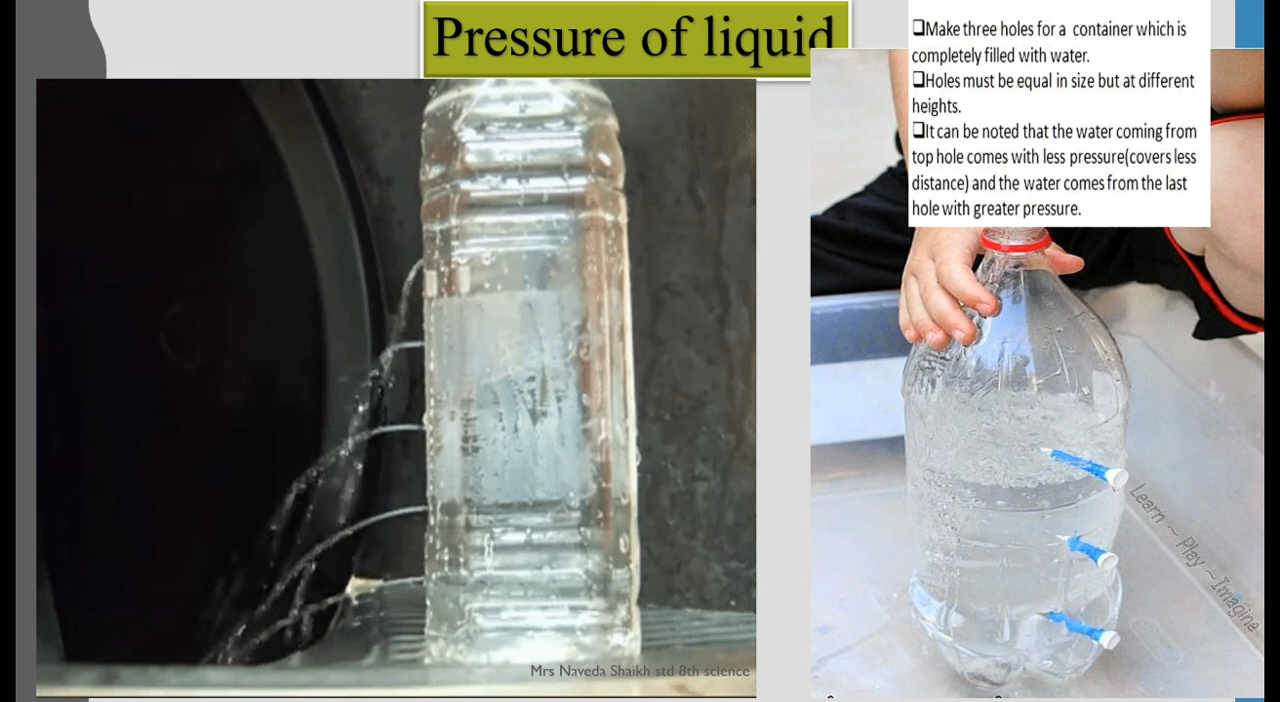 Pressure of liquid
❑Make three holes for a container which is
completely filled with water.
❑Holes must be equal in size but at different
heights.
❑It can be noted that the water coming from
top hole comes with less pressure(covers less
distance) and the water comes from the last
hole with greater pressure.
Learn ~ Play ~Imagine
Mrs Naveda Shaikh std 8th science